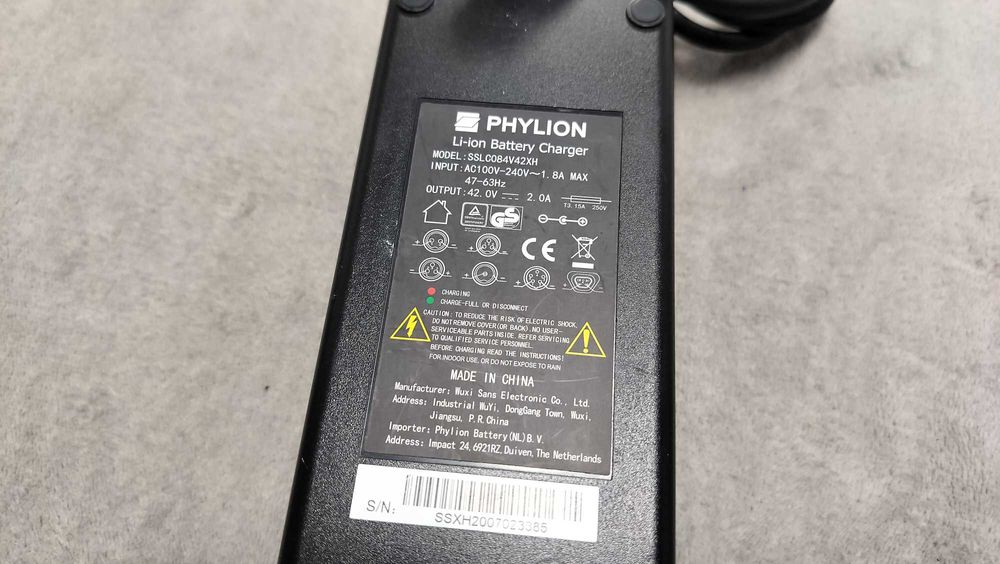 PHYLION
Li-ion Battery Charger
MODEL:SSLC084V42XH
INPUT:AC100V-240V～1.8A MAX
47-63Hz
OUTPUT:42.0V⎓ 2.0A
T3.15A 250V
GS
CE
CHARGING
CHARGE-FULL OR DISCONNECT
CAUTION: TO REDUCE THE RISK OF ELECTRIC SHOCK,
DO NOT REMOVE COVER(OR BACK). NO USER-
SERVICEABLE PARTS INSIDE. REFER SERVICING
TO QUALIFIED SERVICE PERSONNEL.
BEFORE CHARGING READ THE INSTRUCTIONS!
FOR INDOOR USE, OR DO NOT EXPOSE TO RAIN
MADE IN CHINA
Manufacturer: Wuxi Sans Electronic Co., Ltd.
Address: Industrial WuYi, DongGang Town, Wuxi,
Jiangsu, P.R.China
Importer: Phylion Battery(NL)B.V.
Address: Impact 24,6921RZ,Duiven,The Netherlands
S/N:
SSXH2007023385